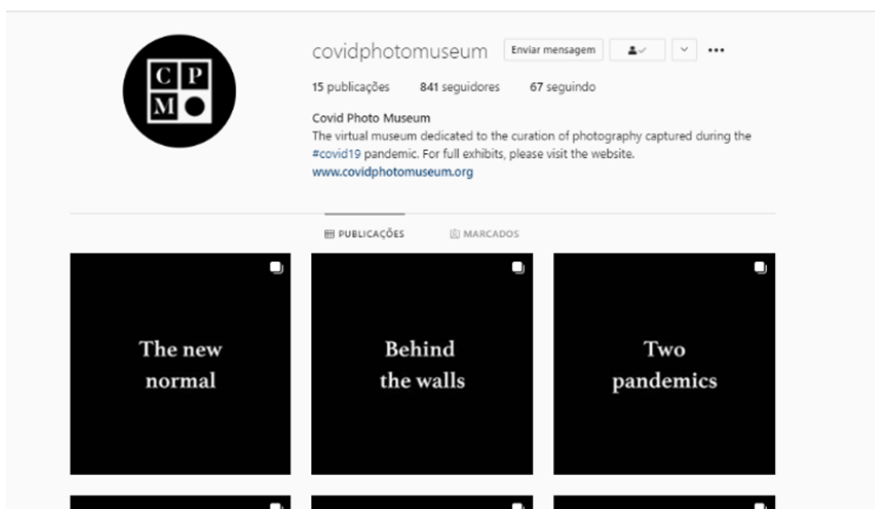 C P
M
covidphotomuseum Enviar mensagem
15 publicações 841 seguidores 67 seguindo
Covid Photo Museum
The virtual museum dedicated to the curation of photography captured during the
#covid19 pandemic. For full exhibits, please visit the website.
www.covidphotomuseum.org
PUBLICAÇÕES MARCADOS
The new
normal
Behind
the walls
Two
pandemics